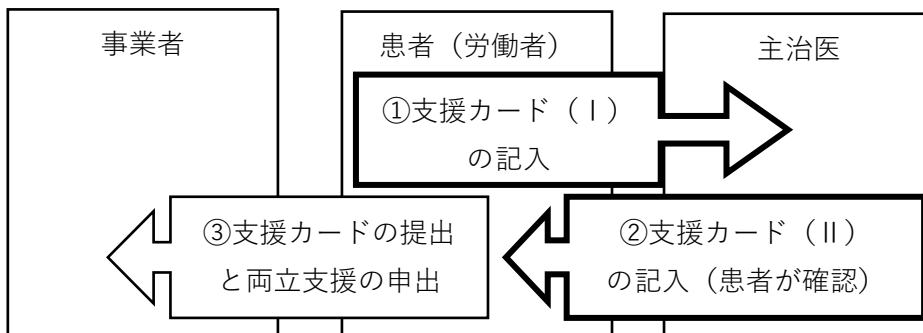 事業者
患者（労働者）
主治医
①支援カード（Ⅰ）
の記入
②支援カード（Ⅱ）
の記入（患者が確認）
③支援カードの提出
と両立支援の申出